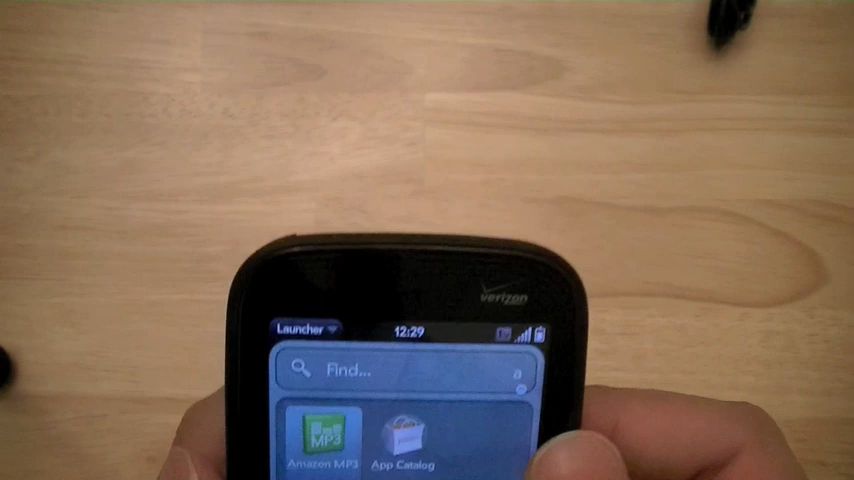 verizon
Launcher 12:29
Find... a
MP3
Amazon MP3 App Catalog